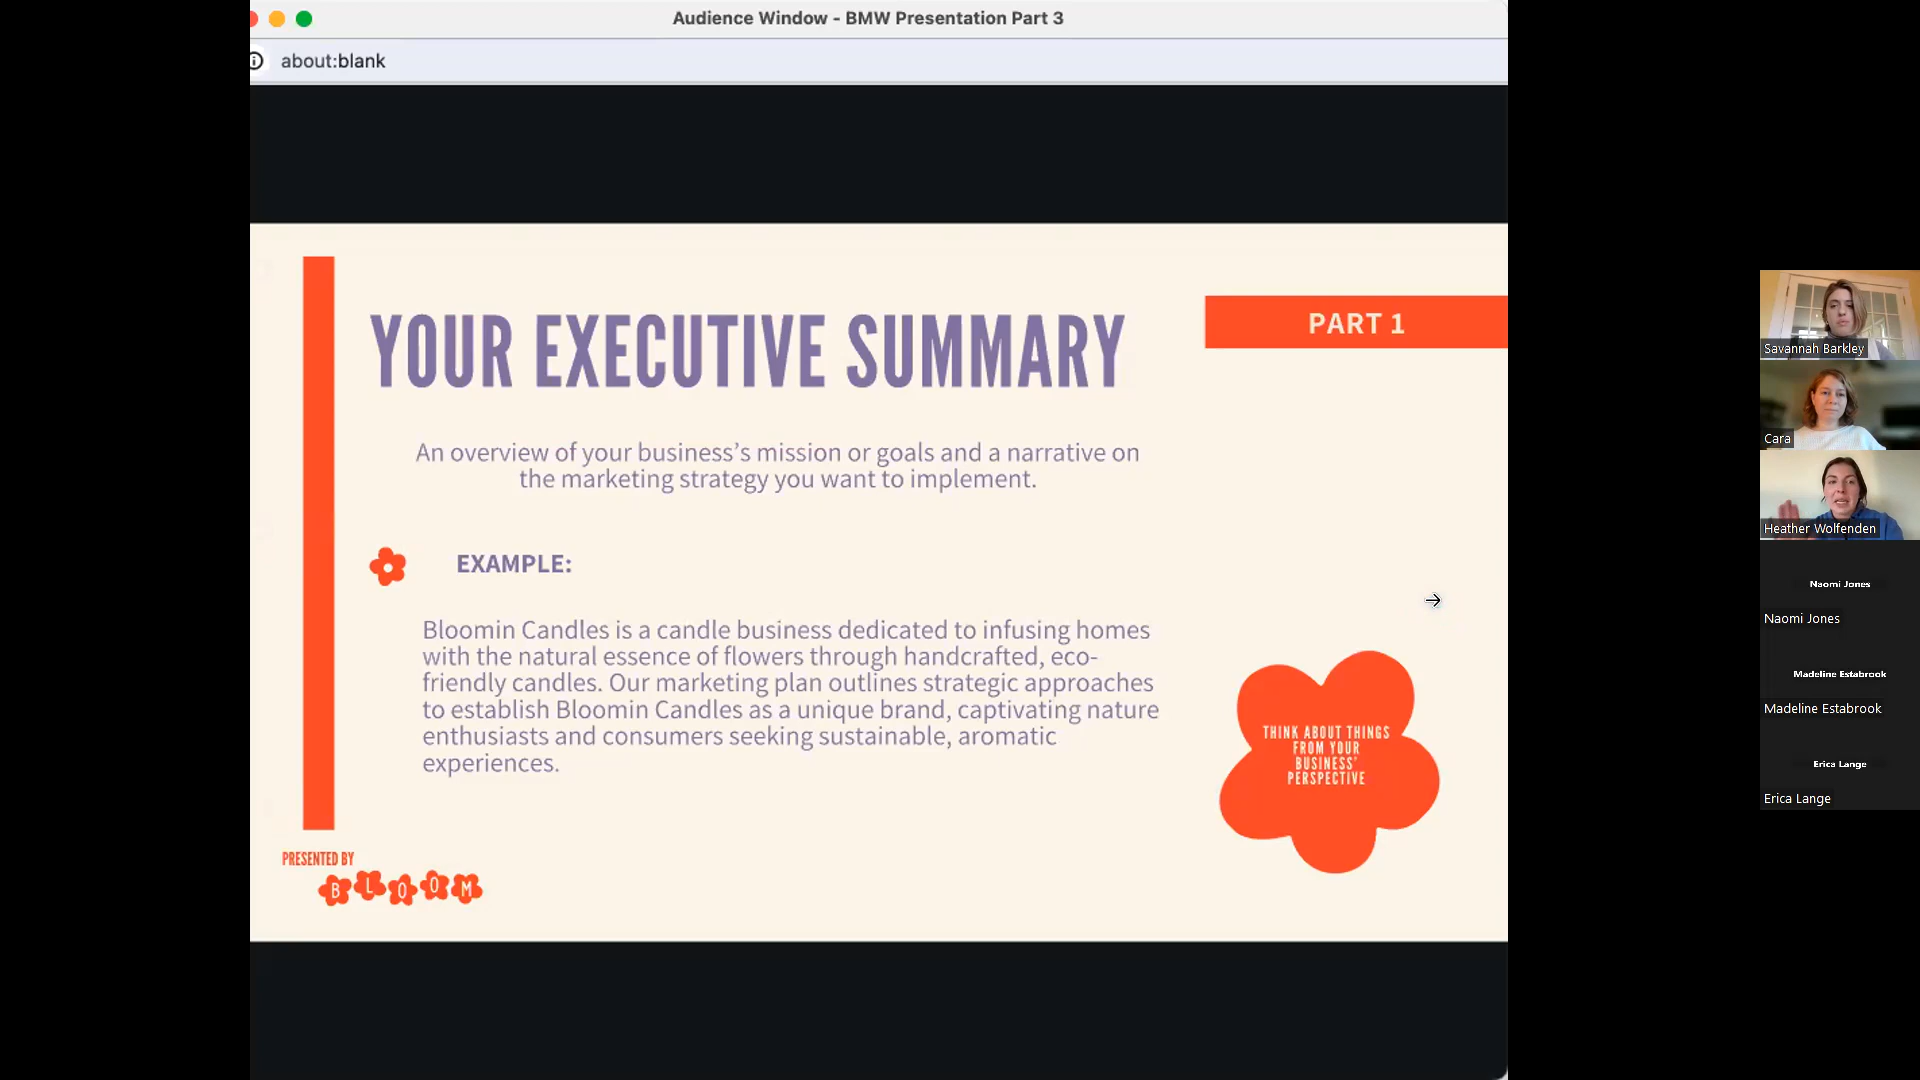 Audience Window - BMW Presentation Part 3
about:blank
YOUR EXECUTIVE SUMMARY
PART 1
An overview of your business’s mission or goals and a narrative on
the marketing strategy you want to implement.
EXAMPLE:
Bloomin Candles is a candle business dedicated to infusing homes
with the natural essence of flowers through handcrafted, eco-
friendly candles. Our marketing plan outlines strategic approaches
to establish Bloomin Candles as a unique brand, captivating nature
enthusiasts and consumers seeking sustainable, aromatic
experiences.
THINK ABOUT THINGS
FROM YOUR
BUSINESS’
PERSPECTIVE
PRESENTED BY
BLOOM
Savannah Barkley
Cara
Heather Wolfenden
Naomi Jones
Naomi Jones
Madeline Estabrook
Madeline Estabrook
Erica Lange
Erica Lange